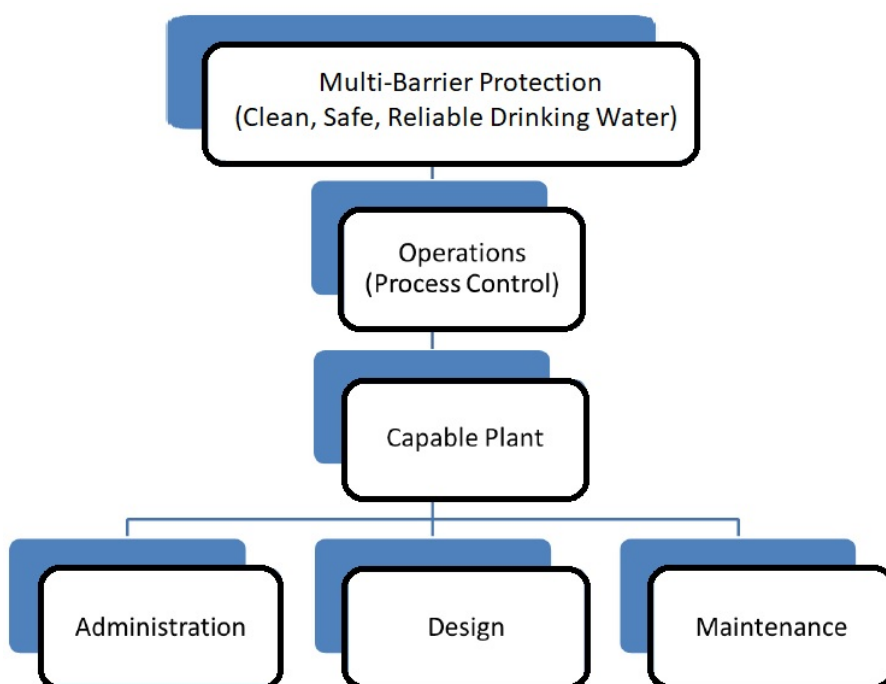 Multi-Barrier Protection
(Clean, Safe, Reliable Drinking Water)
Operations
(Process Control)
Capable Plant
Administration
Design
Maintenance